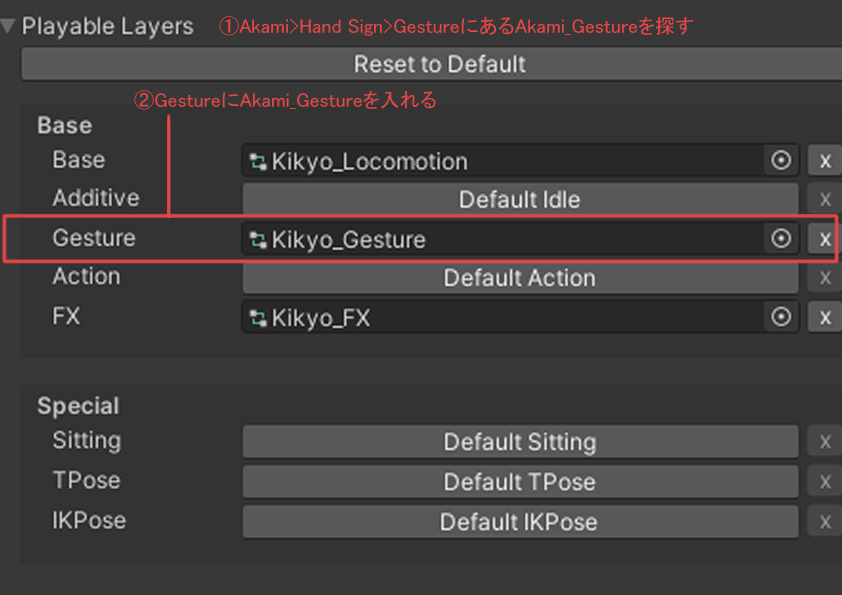 Playable Layers ①Akami>Hand Sign>GestureにあるAkami_Gestureを探す
Reset to Default
②GestureにAkami_Gestureを入れる
Base
Base Kikyo_Locomotion x
Additive Default Idle x
Gesture Kikyo_Gesture x
Action Default Action x
FX Kikyo_FX x
Special
Sitting Default Sitting x
TPose Default TPose x
IKPose Default IKPose x